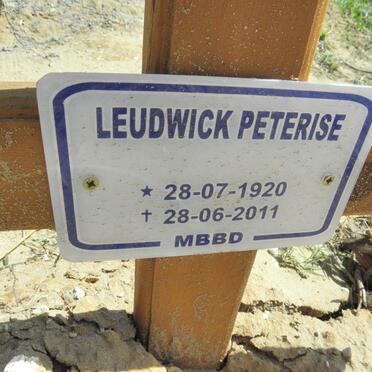 LEUDWICK PETERISE
★ 28-07-1920
✝ 28-06-2011
MBBD